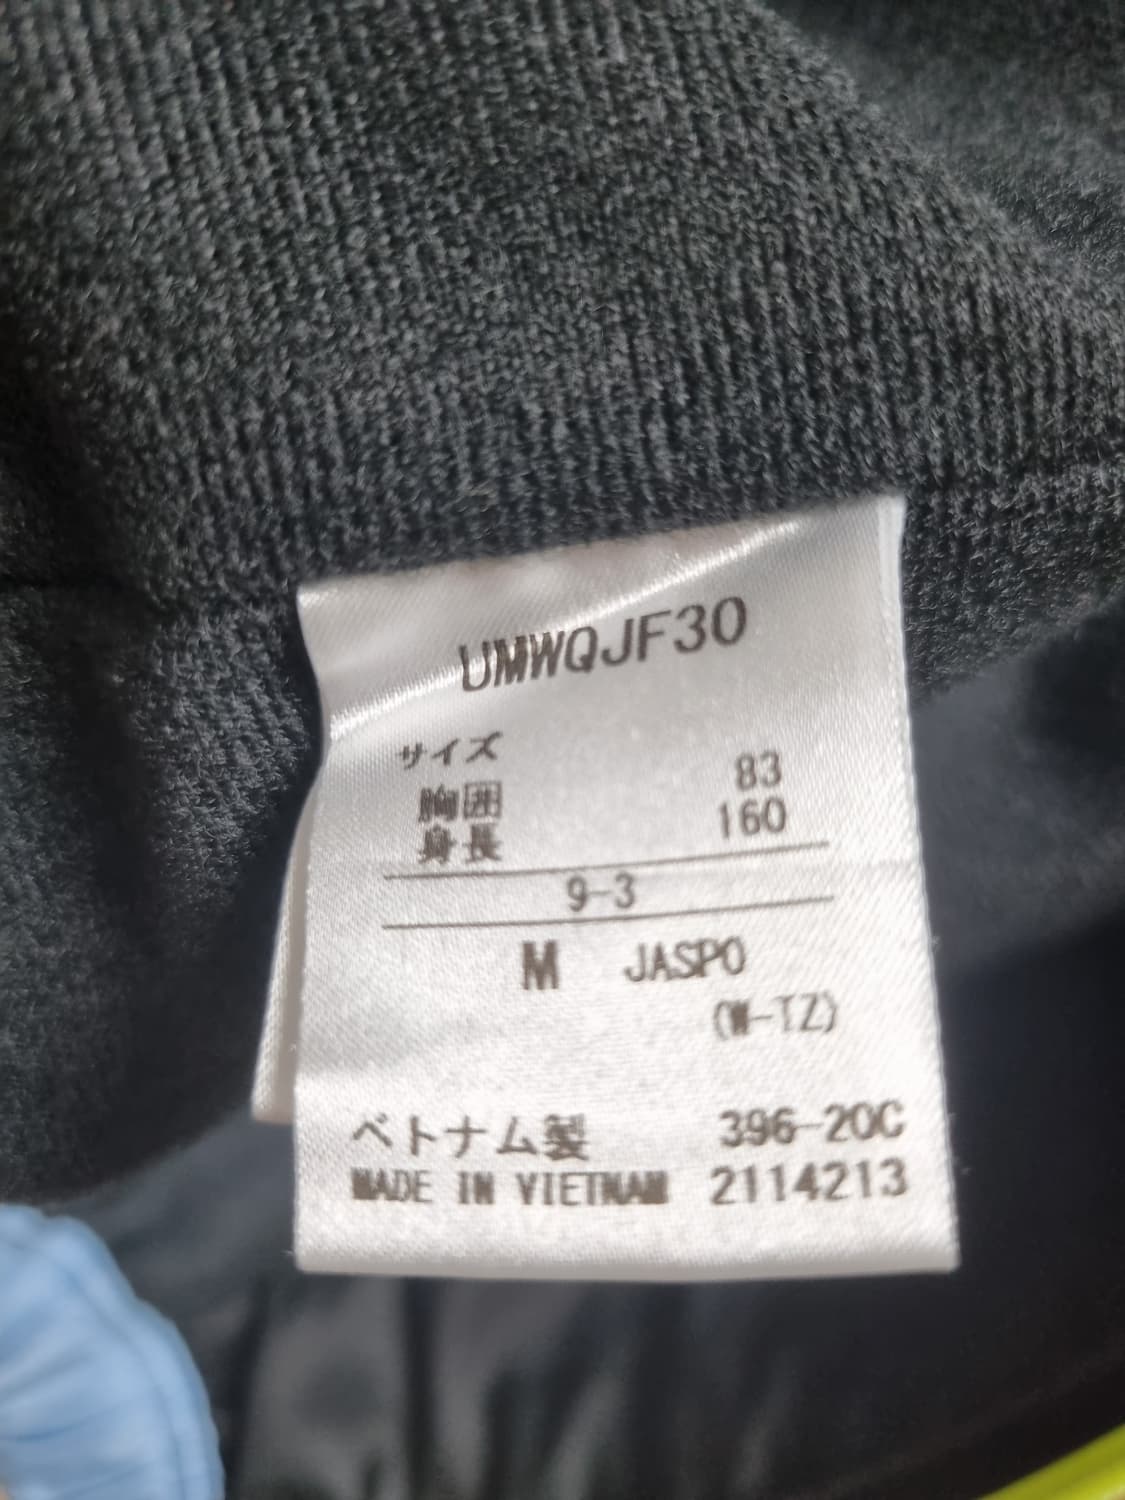 UMWQJF30
サイズ
胸囲 83
身長 160
9-3
M JASPO
(W-TZ)
ベトナム製 396-20C
MADE IN VIETNAM 2114213